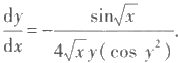 dy/dx = - sin√x / 4√x y( cos y² ).